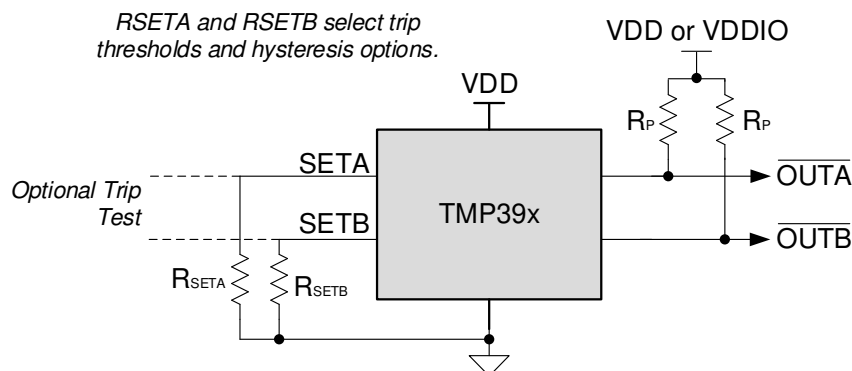 RSETA and RSETB select trip
thresholds and hysteresis options.
VDD or VDDIO
VDD
RP
RP
SETA
OUTA
Optional Trip
Test
TMP39x
SETB
OUTB
RSETA
RSETB